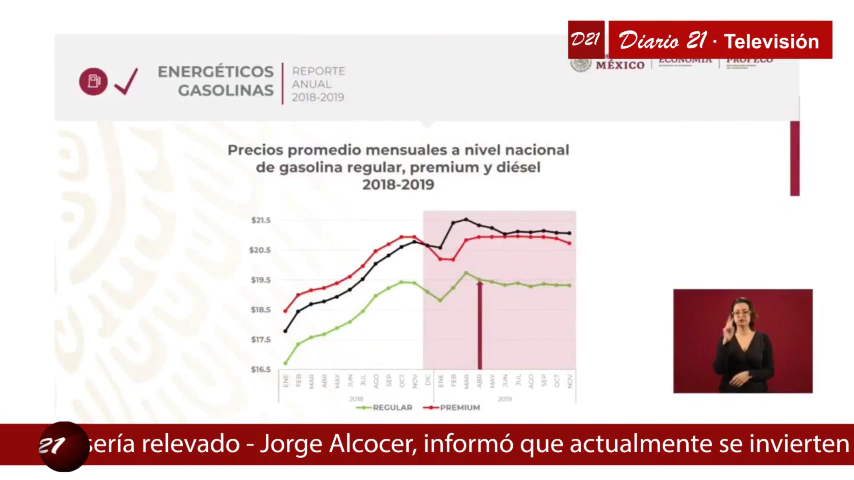 D21
Diario 21 · Televisión
ENERGÉTICOS
GASOLINAS
REPORTE
ANUAL
2018-2019
MÉXICO
ECONOMÍA
PROFECO
Precios promedio mensuales a nivel nacional
de gasolina regular, premium y diésel
2018-2019
$21.5
$20.5
$19.5
$18.5
$17.5
$16.5
ENE FEB MAR ABR MAY JUN JUL AGO SEP OCT NOV DIC ENE FEB MAR ABR MAY JUN JUL AGO SEP OCT NOV
2018 2019
REGULAR PREMIUM
21 sería relevado - Jorge Alcocer, informó que actualmente se invierten